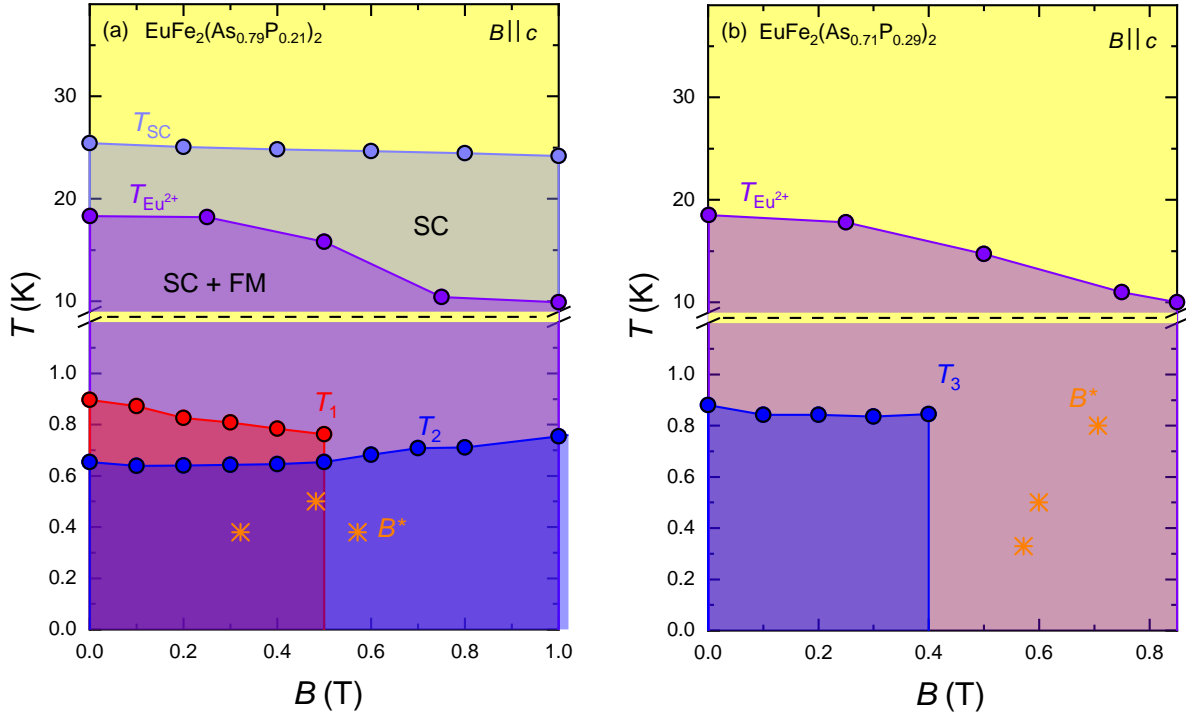 (a) EuFe₂(As₀.₇₉P₀.₂₁)₂
B||c
T_SC
T_Eu²⁺
SC
SC + FM
T₁
T₂
B*
30
20
10
1.0
0.8
0.6
0.4
0.2
0.0
T (K)
0.0 0.2 0.4 0.6 0.8 1.0
B (T)
(b) EuFe₂(As₀.₇₁P₀.₂₉)₂
B||c
T_Eu²⁺
T₃
B*
30
20
10
1.0
0.8
0.6
0.4
0.2
0.0
T (K)
0.0 0.2 0.4 0.6 0.8
B (T)